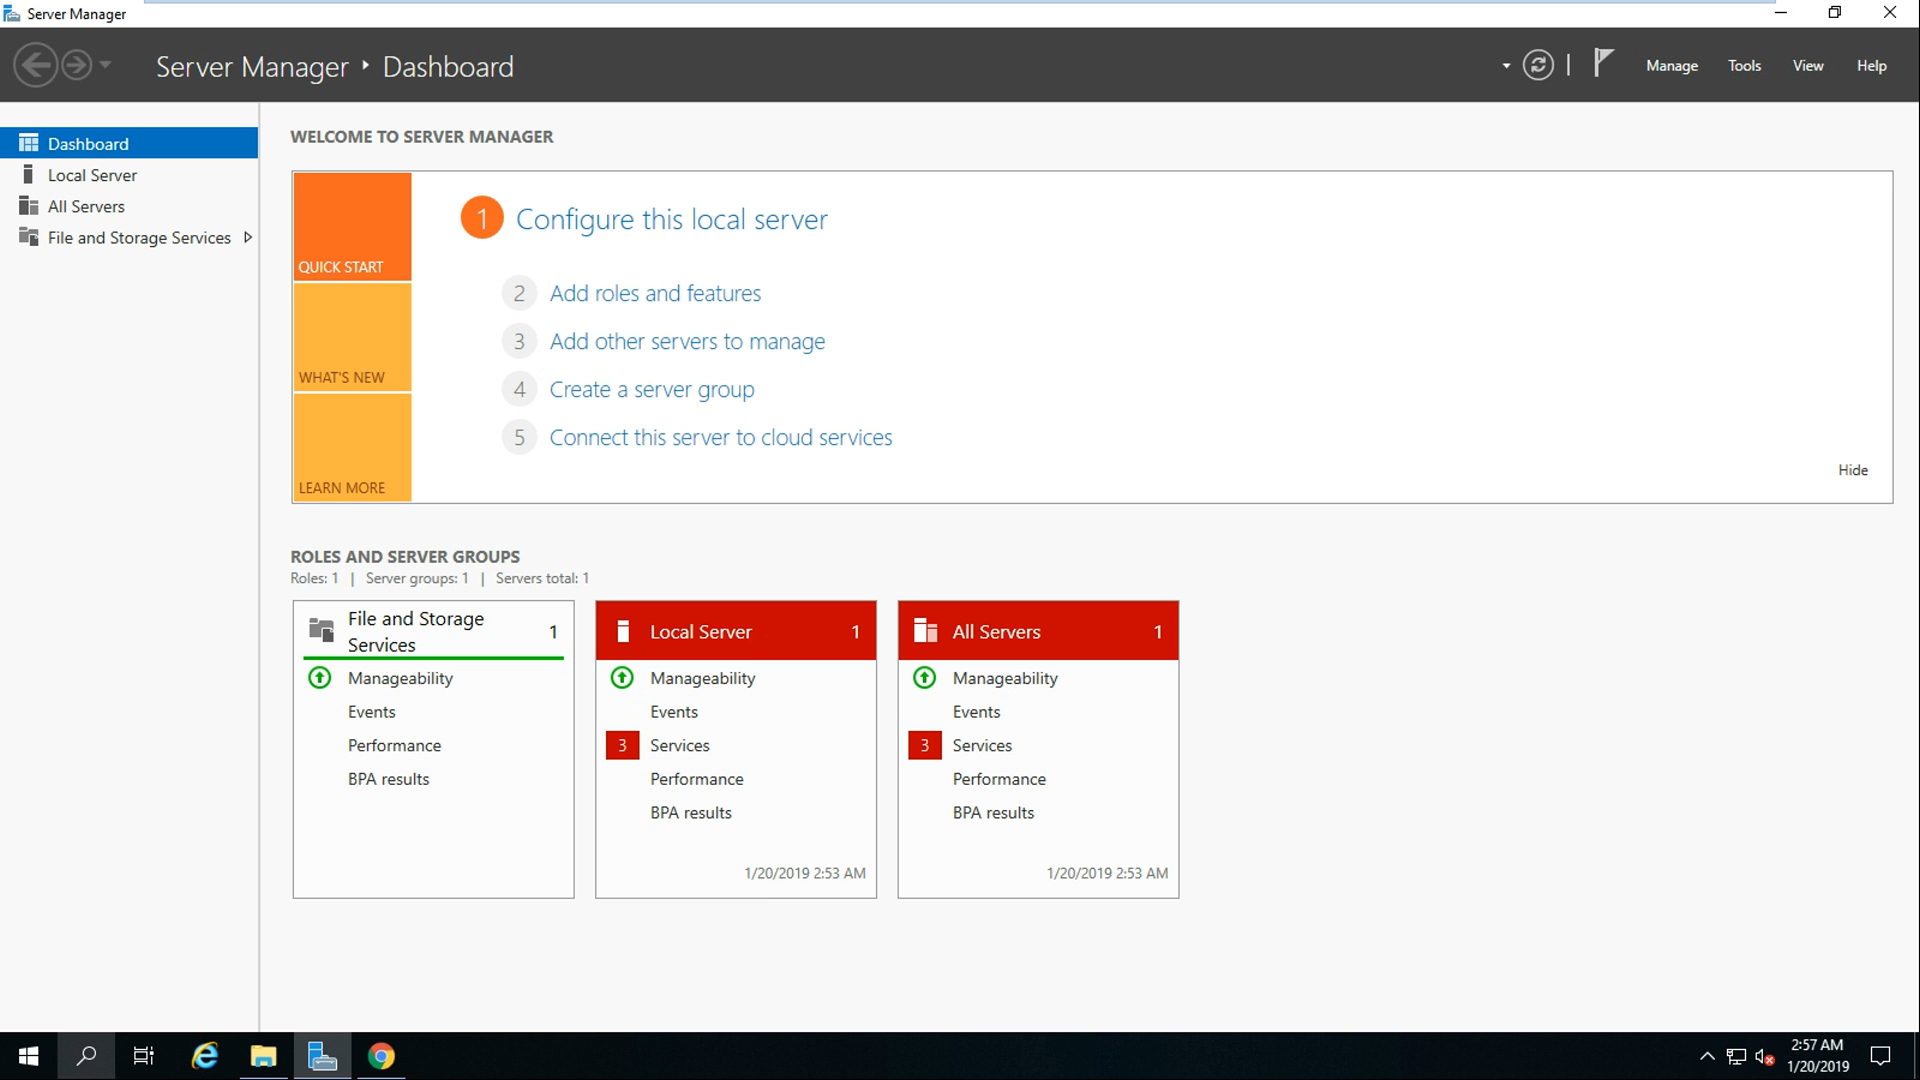 Server Manager
Server Manager ‣ Dashboard
Manage Tools View Help
Dashboard
Local Server
All Servers
File and Storage Services
WELCOME TO SERVER MANAGER
QUICK START
WHAT'S NEW
LEARN MORE
1 Configure this local server
2 Add roles and features
3 Add other servers to manage
4 Create a server group
5 Connect this server to cloud services
Hide
ROLES AND SERVER GROUPS
Roles: 1 | Server groups: 1 | Servers total: 1
File and Storage
Services 1
Manageability
Events
Performance
BPA results
Local Server 1
Manageability
Events
3 Services
Performance
BPA results
1/20/2019 2:53 AM
All Servers 1
Manageability
Events
3 Services
Performance
BPA results
1/20/2019 2:53 AM
2:57 AM
1/20/2019